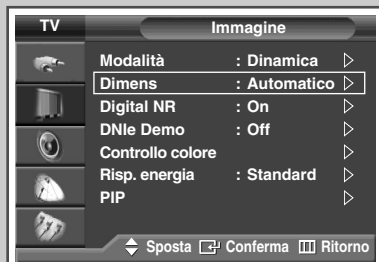 TV Immagine
Modalità : Dinamica
Dimens : Automatico
Digital NR : On
DNIe Demo : Off
Controllo colore
Risp. energia : Standard
PIP
Sposta Conferma Ritorno